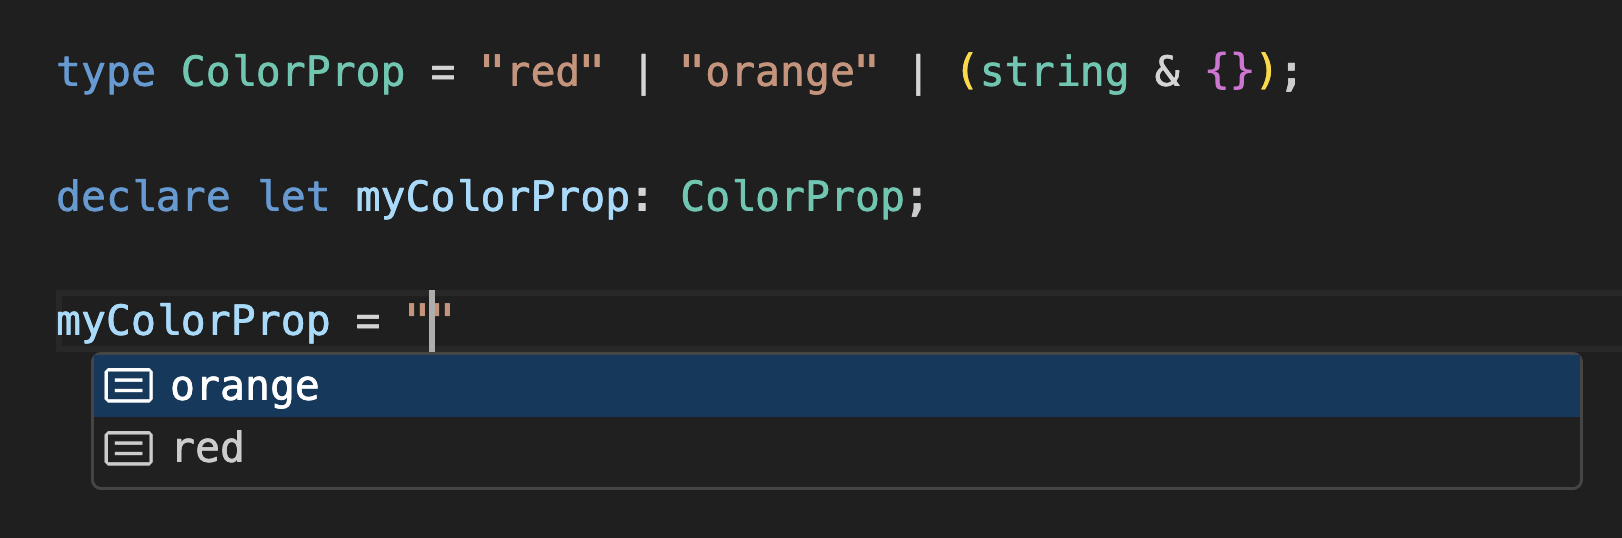 type ColorProp = "red" | "orange" | (string & {});
declare let myColorProp: ColorProp;
myColorProp = ""
orange
red